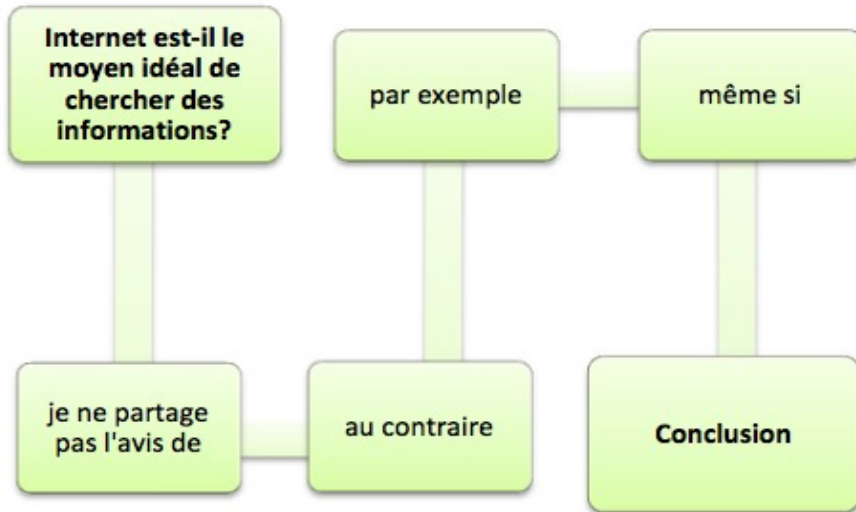 Internet est-il le
moyen idéal de
chercher des
informations?
je ne partage
pas l'avis de
au contraire
par exemple
même si
Conclusion